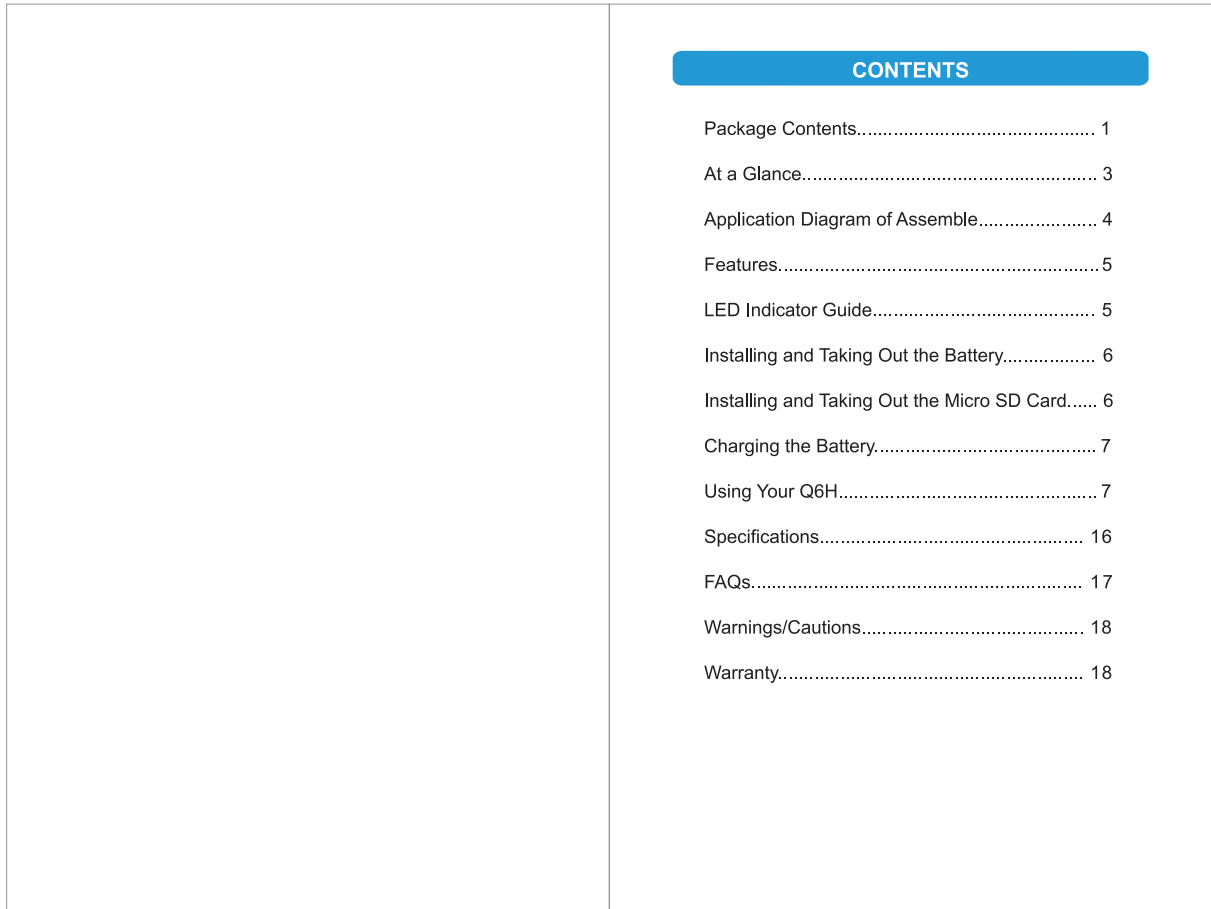 CONTENTS
Package Contents............................................ 1
At a Glance...................................................... 3
Application Diagram of Assemble...................... 4
Features...........................................................5
LED Indicator Guide......................................... 5
Installing and Taking Out the Battery................. 6
Installing and Taking Out the Micro SD Card...... 6
Charging the Battery......................................... 7
Using Your Q6H............................................... 7
Specifications................................................ 16
FAQs............................................................. 17
Warnings/Cautions......................................... 18
Warranty........................................................ 18